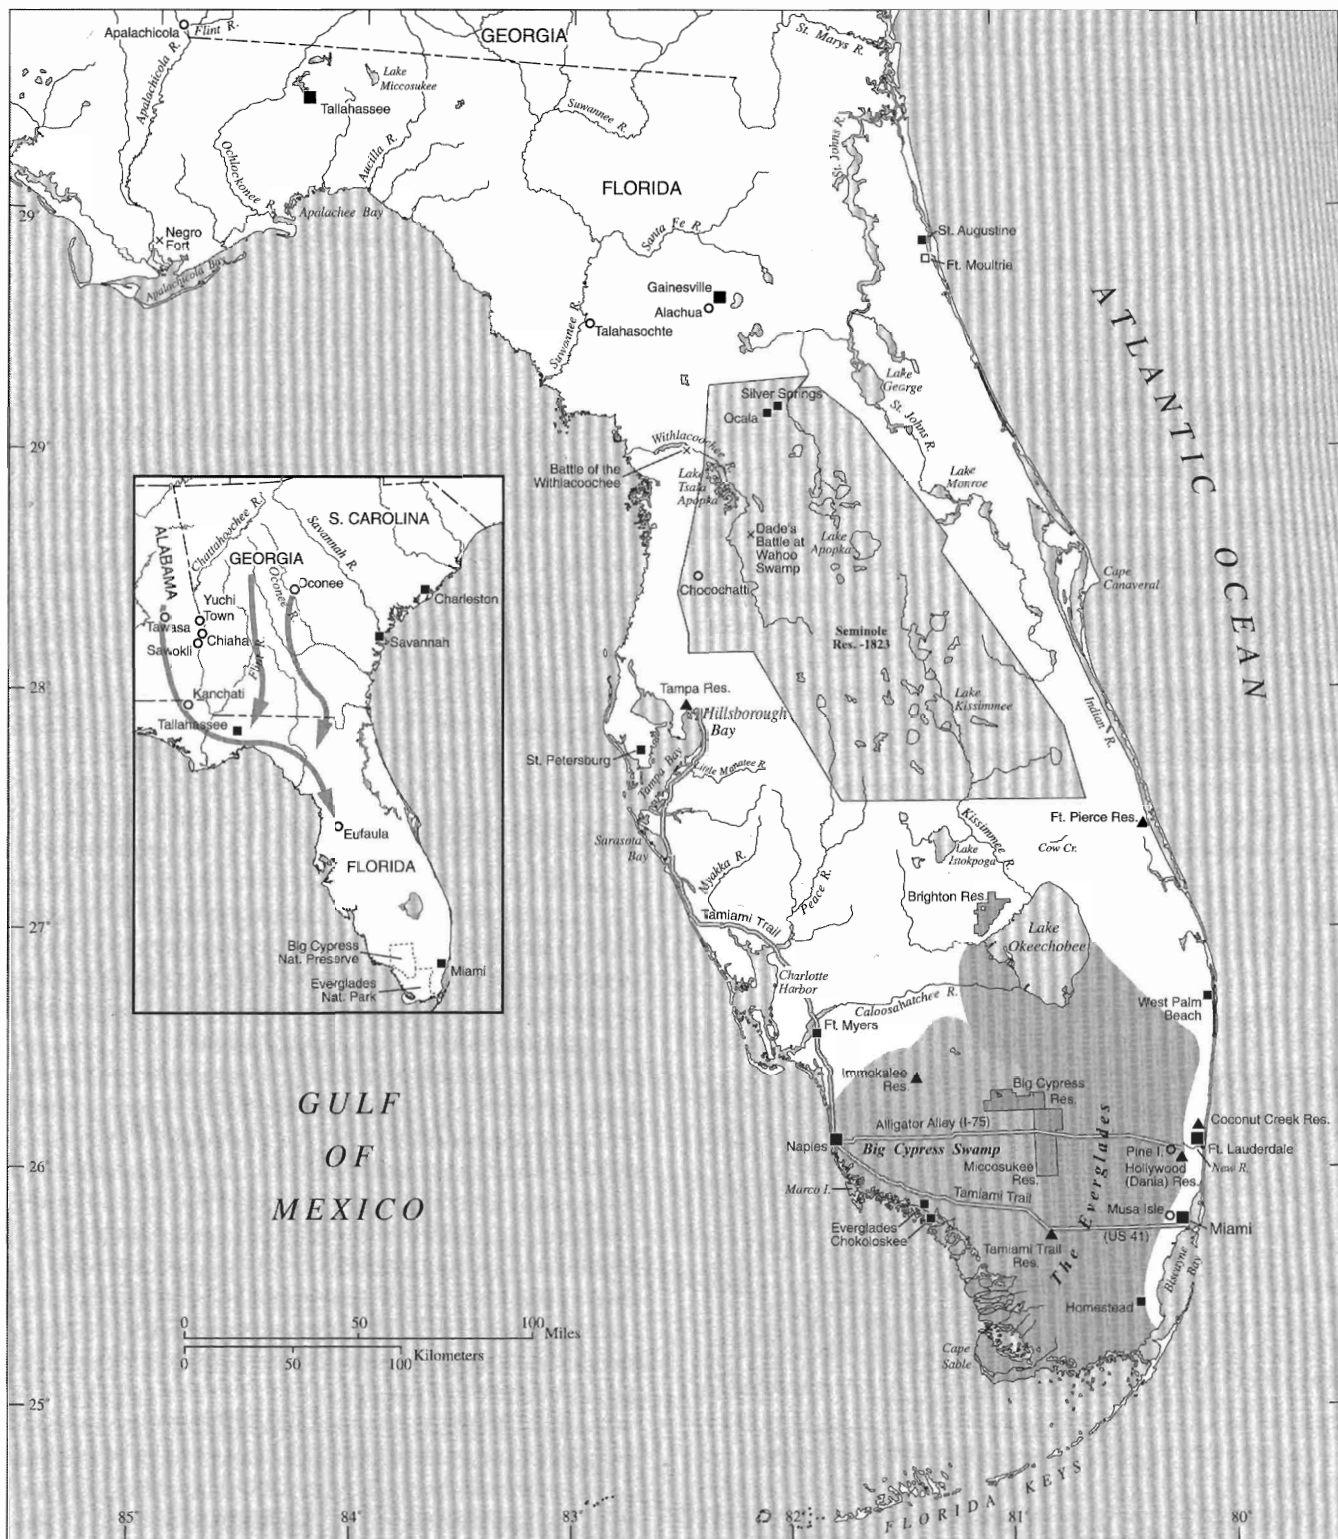 Apalachicola
Flint R.
GEORGIA
St. Marys R.
Apalachicola R.
Lake
Miccosukee
Tallahassee
Suwannee R.
Ochlockonee R.
Aucilla R.
St. Johns R.
FLORIDA
29°
Apalachee Bay
Negro
Fort
Apalachicola Bay
Santa Fe R.
St. Augustine
Ft. Moultrie
Gainesville
Alachua
Talahasochte
Suwannee R.
ATLANTIC OCEAN
Lake
George
Silver Springs
Ocala
St. Johns R.
29°
Withlacoochee R.
Battle of the
Withlacoochee
Lake
Tsala
Apopka
Lake
Monroe
Dade's
Battle at
Wahoo
Swamp
Lake
Apopka
Cape
Canaveral
Chocochatti
Seminole
Res. -1823
28°
Tampa Res.
Hillsborough
Bay
Lake
Kissimmee
Indian R.
St. Petersburg
Tampa Bay
Little Manatee R.
Ft. Pierce Res.
Kissimmee R.
Sarasota
Bay
Lake
Istokpoga
Cow Cr.
Myakka R.
Peace R.
Brighton Res.
27°
Tamiami Trail
Lake
Okeechobee
Charlotte
Harbor
Caloosahatchee R.
West Palm
Beach
Ft. Myers
Immokalee
Res.
Big Cypress
Res.
Alligator Alley (I-75)
Coconut Creek Res.
Naples
Big Cypress Swamp
Pine I.
Ft. Lauderdale
26°
Miccosukee
Res.
Hollywood
(Dania) Res.
New R.
Marco I.
Tamiami Trail
The Everglades
Musa Isle
Everglades
Chokoloskee
(US 41)
Miami
Tamiami Trail
Res.
Biscayne Bay
Homestead
Cape
Sable
25°
FLORIDA KEYS
85°
84°
83°
82°
81°
80°
GULF
OF
MEXICO
0
50
100
Miles
0
50
100
Kilometers
S. CAROLINA
Chattahoochee R.
Savannah R.
ALABAMA
GEORGIA
Oconee R.
Oconee
Charleston
Yuchi
Town
Tawasa
Chiaha
Savannah
Sawokli
Flint R.
Kanchati
Tallahassee
Eufaula
FLORIDA
Big Cypress
Nat. Preserve
Everglades
Nat. Park
Miami